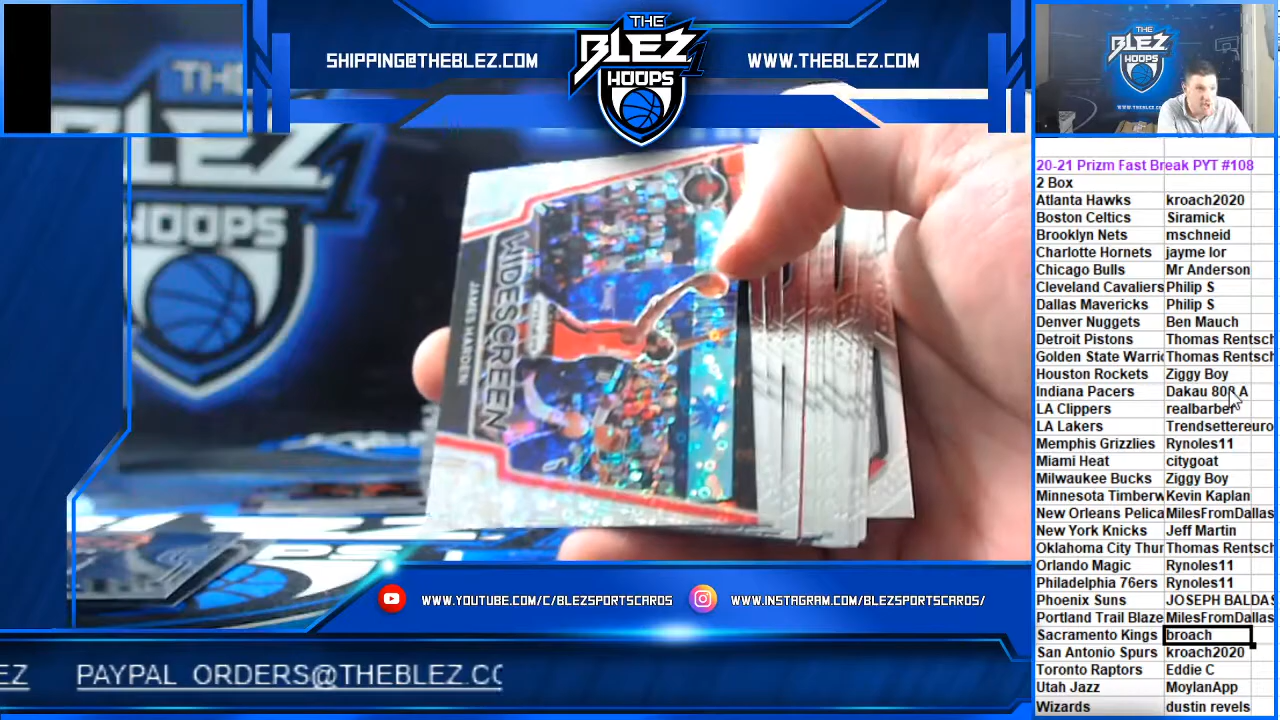 SHIPPING@THEBLEZ.COM
THE
BLEZ
1
HOOPS
WWW.THEBLEZ.COM
THE
BLEZ
HOOPS
WIDESCREEN
JAMES HARDEN
20-21 Prizm Fast Break PYT #108
2 Box
Atlanta Hawks kroach2020
Boston Celtics Siramick
Brooklyn Nets mschneid
Charlotte Hornets jayme lor
Chicago Bulls Mr Anderson
Cleveland Cavaliers Philip S
Dallas Mavericks Philip S
Denver Nuggets Ben Mauch
Detroit Pistons Thomas Rentsch
Golden State Warric Thomas Rentsch
Houston Rockets Ziggy Boy
Indiana Pacers Dakau 808 A
LA Clippers realbarber
LA Lakers Trendsettereuro
Memphis Grizzlies Rynoles11
Miami Heat citygoat
Milwaukee Bucks Ziggy Boy
Minnesota Timberw Kevin Kaplan
New Orleans Pelica MilesFromDallas
New York Knicks Jeff Martin
Oklahoma City Thur Thomas Rentsch
Orlando Magic Rynoles11
Philadelphia 76ers Rynoles11
Phoenix Suns JOSEPH BALDAS
Portland Trail Blaze MilesFromDallas
Sacramento Kings broach
San Antonio Spurs kroach2020
Toronto Raptors Eddie C
Utah Jazz MoylanApp
Wizards dustin revels
WWW.YOUTUBE.COM/C/BLEZSPORTSCARDS
WWW.INSTAGRAM.COM/BLEZSPORTSCARDS/
EZ PAYPAL ORDERS@THEBLEZ.CO